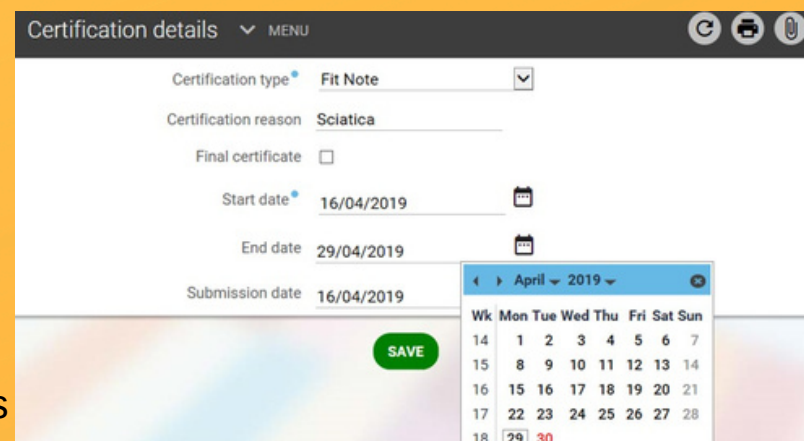 Certification details MENU
Certification type Fit Note
Certification reason Sciatica
Final certificate
Start date 16/04/2019
End date 29/04/2019
April 2019
Submission date 16/04/2019
Wk Mon Tue Wed Thu Fri Sat Sun
14 1 2 3 4 5 6 7
SAVE
15 8 9 10 11 12 13 14
16 15 16 17 18 19 20 21
17 22 23 24 25 26 27 28
s
18 29 30